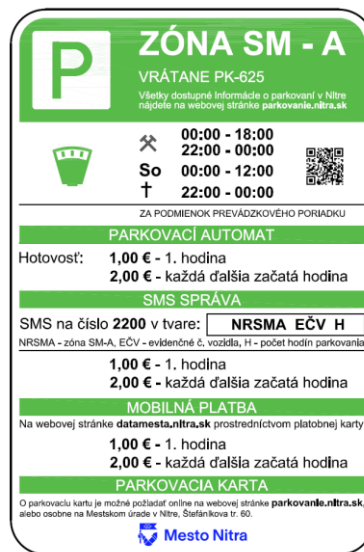 P
ZÓNA SM - A
VRÁTANE PK-625
Všetky dostupné Informácie o parkovaní v Nitre
nájdete na webovej stránke parkovanie.nitra.sk
00:00 - 18:00
22:00 - 00:00
So 00:00 - 12:00
† 22:00 - 00:00
ZA PODMIENOK PREVÁDZKOVÉHO PORIADKU
PARKOVACÍ AUTOMAT
Hotovosť: 1,00 € - 1. hodina
2,00 € - každá ďalšia začatá hodina
SMS SPRÁVA
SMS na číslo 2200 v tvare: NRSMA EČV H
NRSMA - zóna SM-A, EČV - evidenčné č. vozidla, H - počet hodín parkovania
1,00 € - 1. hodina
2,00 € - každá ďalšia začatá hodina
MOBILNÁ PLATBA
Na webovej stránke datamesta.nitra.sk prostredníctvom platobnej karty
1,00 € - 1. hodina
2,00 € - každá ďalšia začatá hodina
PARKOVACIA KARTA
O parkovaciu kartu je možné požiadať online na webovej stránke parkovanie.nitra.sk,
alebo osobne na Mestskom úrade v Nitre, Štefánikova tr. 60.
Mesto Nitra